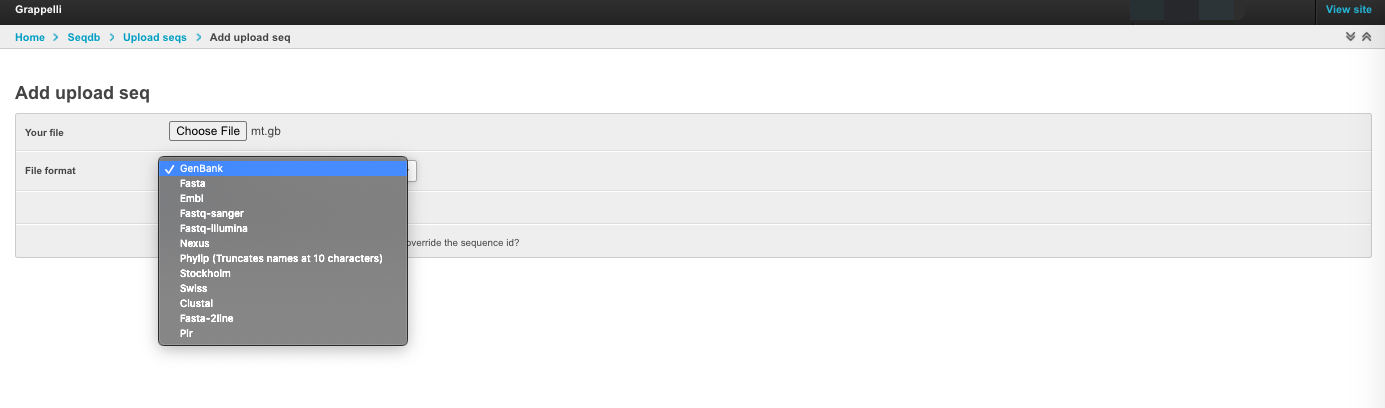 Grappelli
View site
Home > Seqdb > Upload seqs > Add upload seq
Add upload seq
Your file Choose File mt.gb
File format ✓ GenBank
Fasta
Embl
Fastq-sanger
Fastq-illumina
Nexus
override the sequence id?
Phylip (Truncates names at 10 characters)
Stockholm
Swiss
Clustal
Fasta-2line
Pir